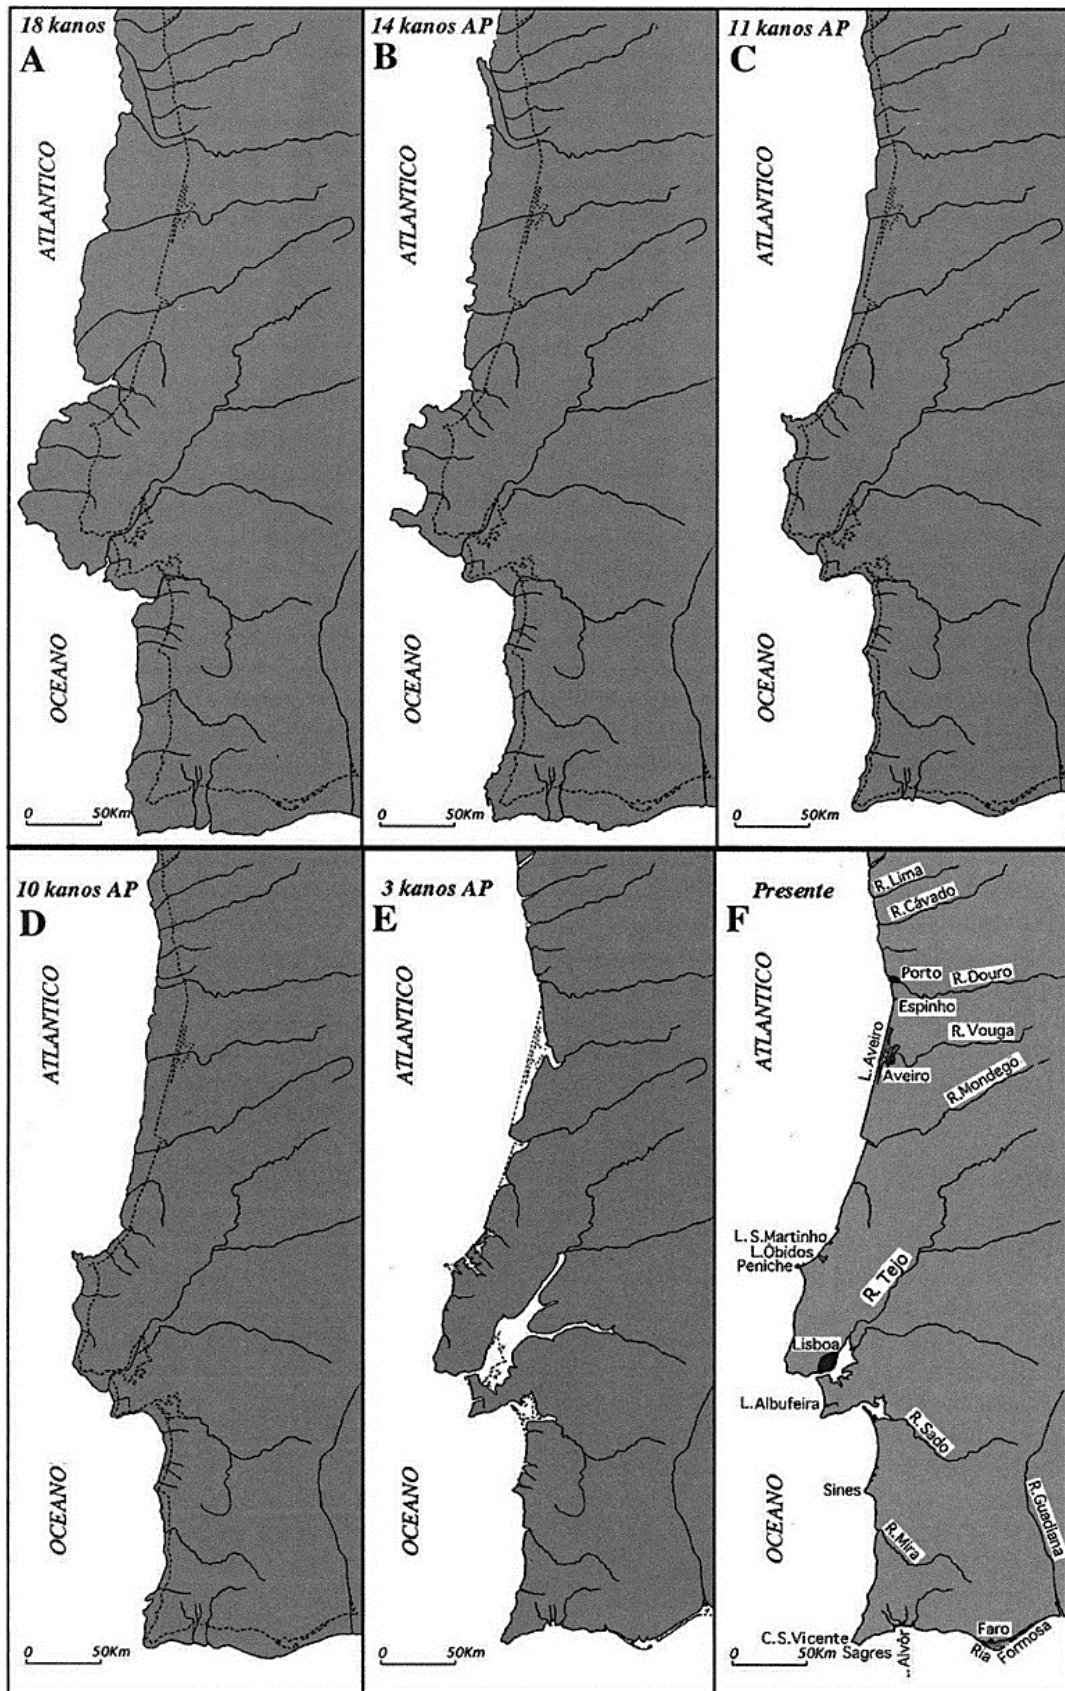 18 kanos
A
ATLANTICO
OCEANO
0 50Km
14 kanos AP
B
ATLANTICO
OCEANO
0 50Km
11 kanos AP
C
ATLANTICO
OCEANO
0 50Km
10 kanos AP
D
ATLANTICO
OCEANO
0 50Km
3 kanos AP
E
ATLANTICO
OCEANO
0 50Km
Presente
F
R.Lima
R.Cávado
ATLANTICO
Porto
R.Douro
Espinho
R.Vouga
L.Aveiro
Aveiro
R.Mondego
L.S.Martinho
L.Óbidos
Peniche
R. Tejo
Lisboa
L.Albufeira
R.Sado
Sines
OCEANO
R.Guadiana
R.Mira
C.S.Vicente
Sagres
..Alvôr
Faro
Ria Formosa
0 50Km